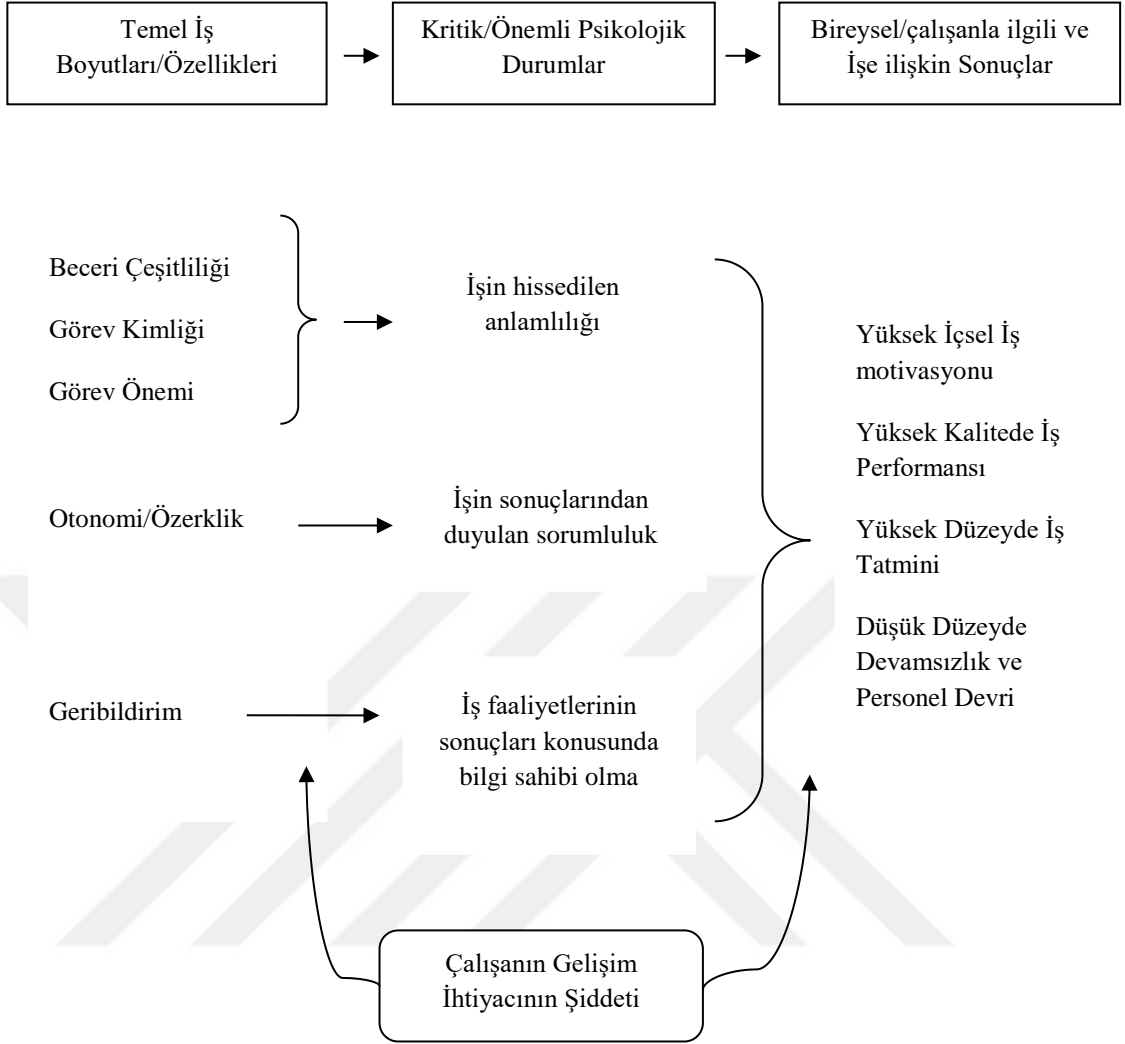 Temel İş
Boyutları/Özellikleri
Kritik/Önemli Psikolojik
Durumlar
Bireysel/çalışanla ilgili ve
İşe ilişkin Sonuçlar
Beceri Çeşitliliği
Görev Kimliği
Görev Önemi
İşin hissedilen
anlamlılığı
Otonomi/Özerklik
İşin sonuçlarından
duyulan sorumluluk
Geribildirim
İş faaliyetlerinin
sonuçları konusunda
bilgi sahibi olma
Yüksek İçsel İş
motivasyonu
Yüksek Kalitede İş
Performansı
Yüksek Düzeyde İş
Tatmini
Düşük Düzeyde
Devamsızlık ve
Personel Devri
Çalışanın Gelişim
İhtiyacının Şiddeti